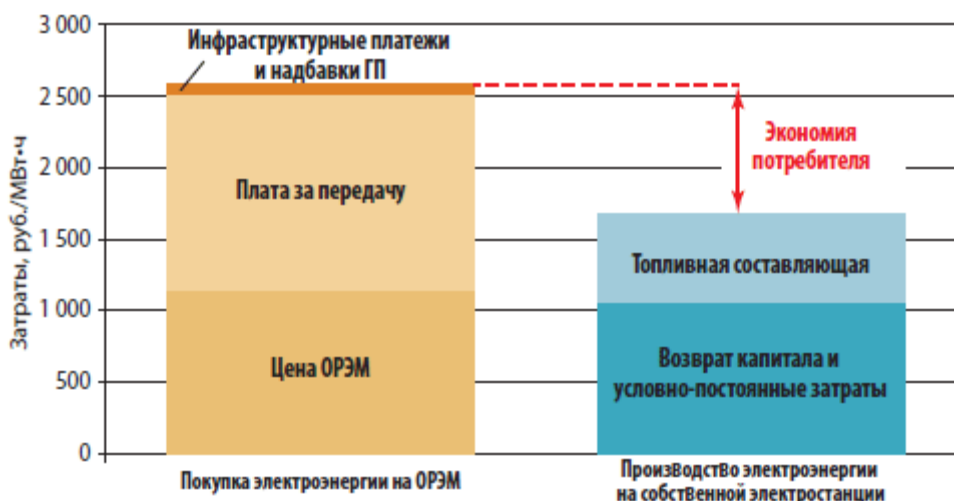 Затраты, руб./МВт•ч
3 000
2 500
2 000
1 500
1 000
500
0
Инфраструктурные платежи
и надбавки ГП
Плата за передачу
Цена ОРЭМ
Экономия
потребителя
Топливная составляющая
Возврат капитала и
условно-постоянные затраты
Покупка электроэнергии на ОРЭМ
Производство электроэнергии
на собственной электростанции